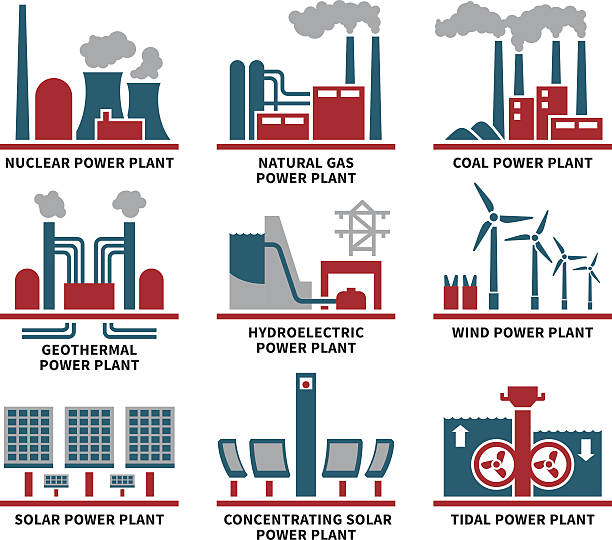 NUCLEAR POWER PLANT
NATURAL GAS
POWER PLANT
COAL POWER PLANT
GEOTHERMAL
POWER PLANT
HYDROELECTRIC
POWER PLANT
WIND POWER PLANT
SOLAR POWER PLANT
CONCENTRATING SOLAR
POWER PLANT
TIDAL POWER PLANT